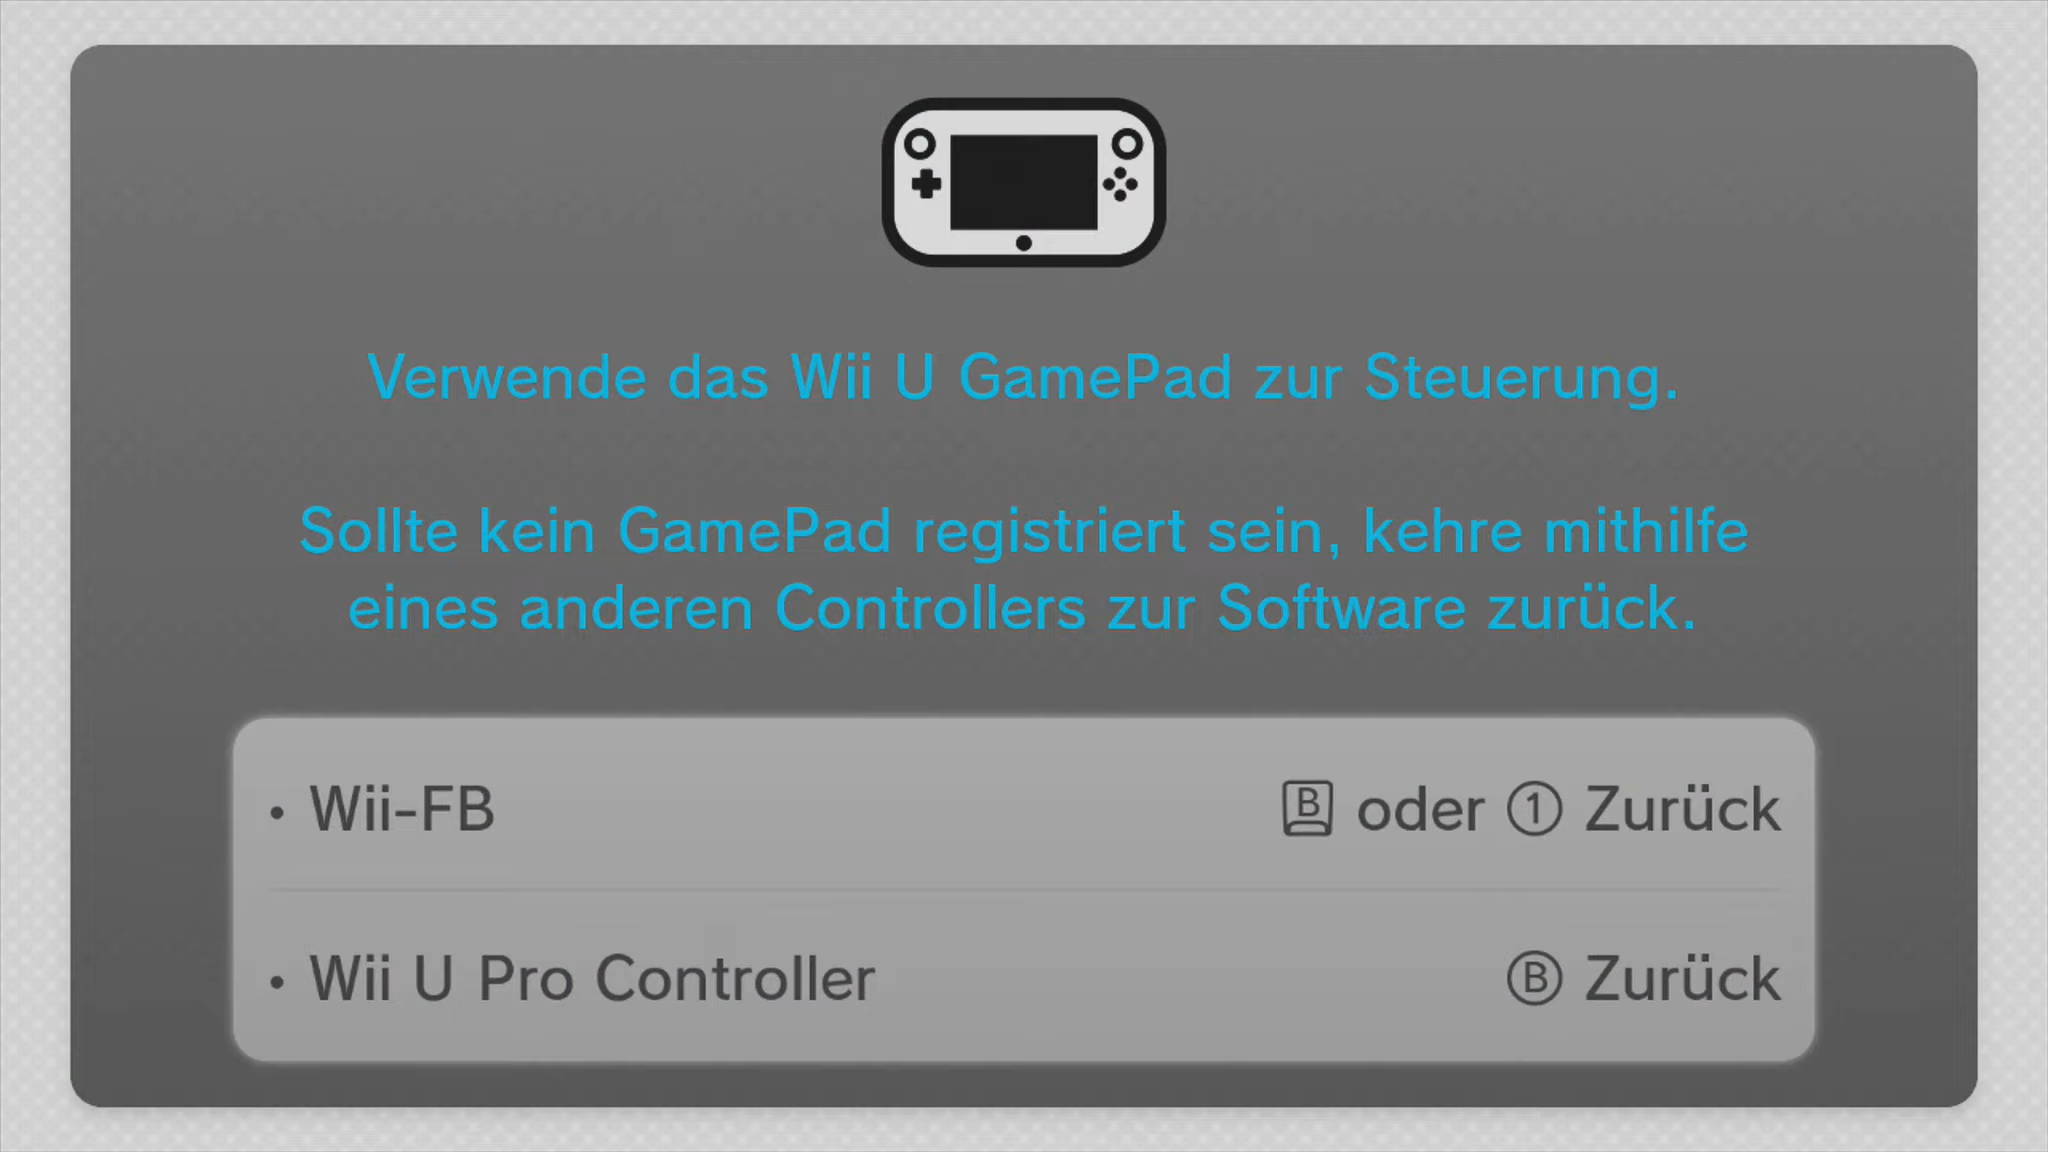 Verwende das Wii U GamePad zur Steuerung.
Sollte kein GamePad registriert sein, kehre mithilfe
eines anderen Controllers zur Software zurück.
• Wii-FB B oder 1 Zurück
• Wii U Pro Controller B Zurück